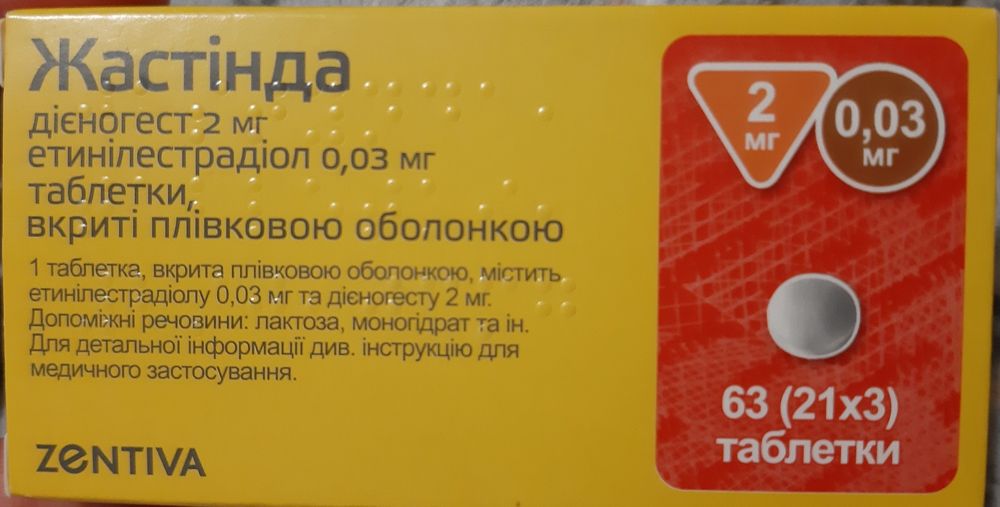 Жастінда
дієногест 2 мг
етинілестрадіол 0,03 мг
таблетки,
вкриті плівковою оболонкою
1 таблетка, вкрита плівковою оболонкою, містить
етинілестрадіолу 0,03 мг та дієногесту 2 мг.
Допоміжні речовини: лактоза, моногідрат та ін.
Для детальної інформації див. інструкцію для
медичного застосування.
ZENTIVA
2
мг
0,03
мг
63 (21x3)
таблетки